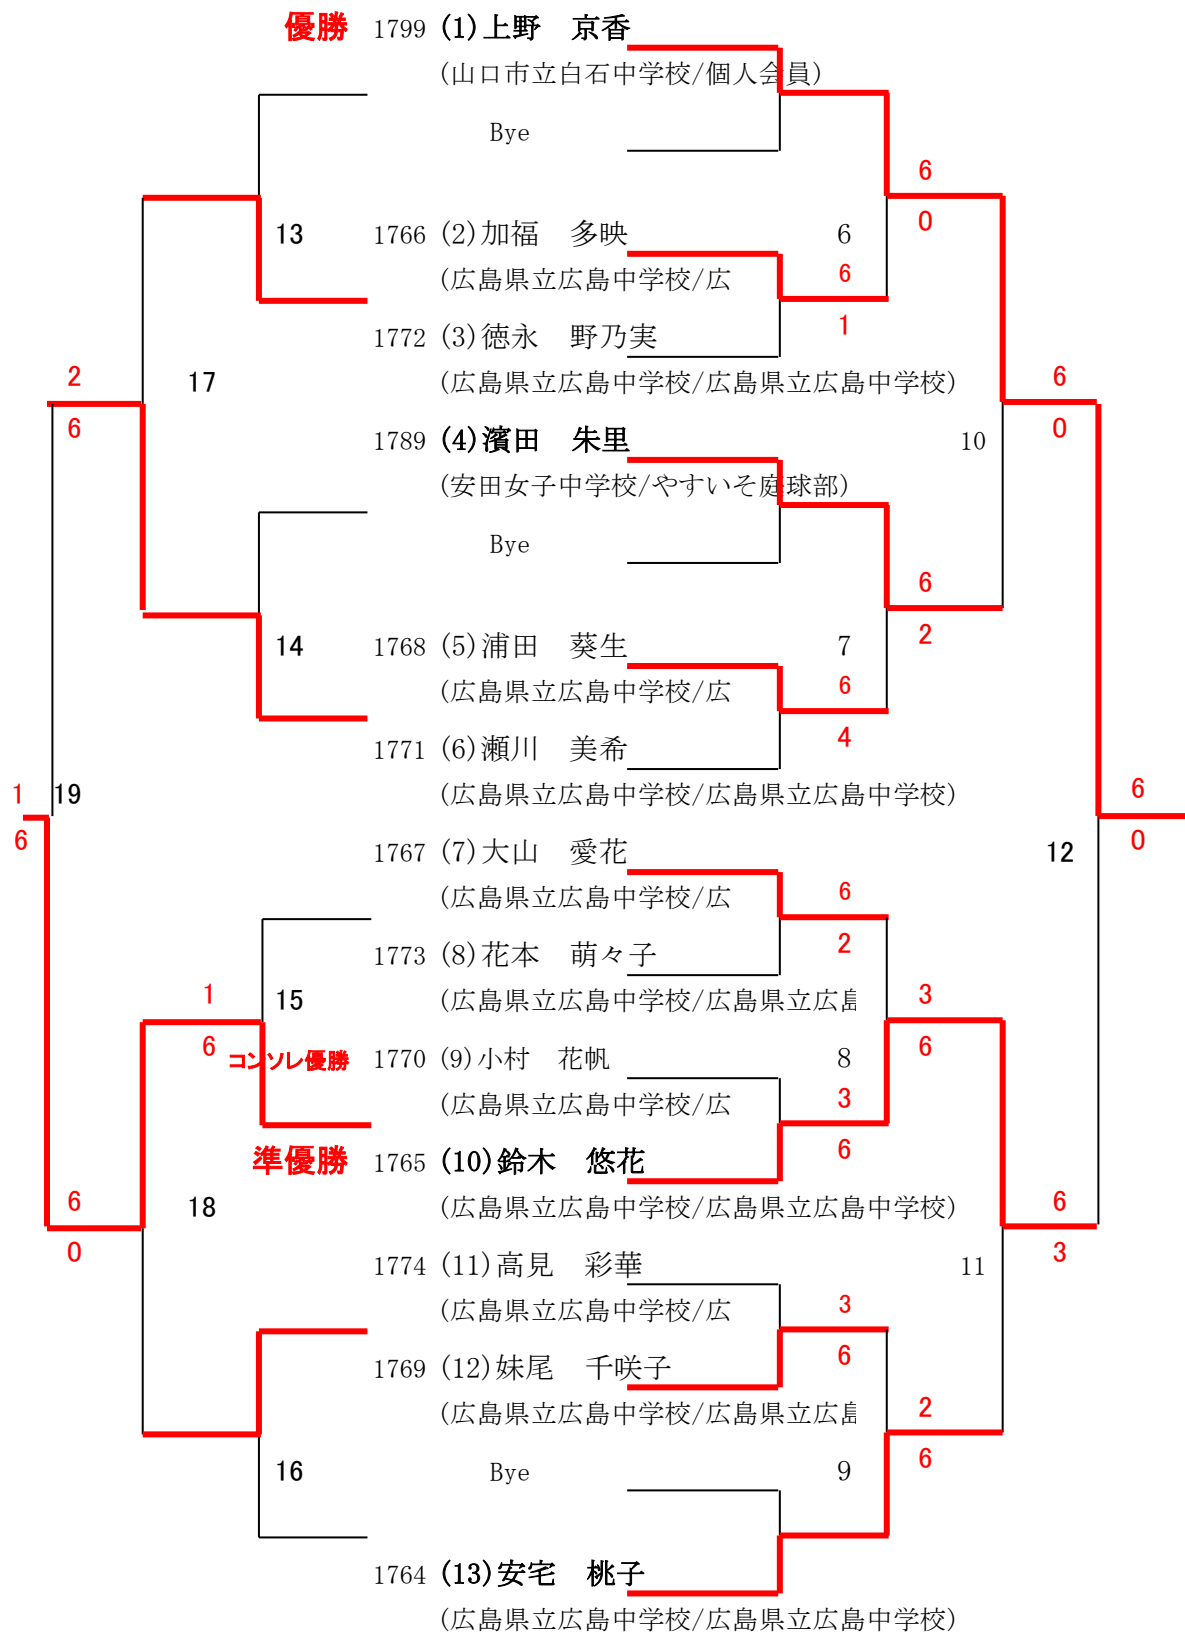 優勝 1799 (1)上野　京香
(山口市立白石中学校/個人会員)
Bye
6
13 1766 (2)加福　多映 6 0
(広島県立広島中学校/広 6
1772 (3)徳永　野乃実 1
2 17 (広島県立広島中学校/広島県立広島中学校) 6
6 1789 (4)濱田　朱里 10 0
(安田女子中学校/やすいそ庭球部)
Bye
6
14 1768 (5)浦田　葵生 7 2
(広島県立広島中学校/広 6
1771 (6)瀬川　美希 4
1 19 (広島県立広島中学校/広島県立広島中学校) 6
6 1767 (7)大山　愛花 12 0
(広島県立広島中学校/広 6
1773 (8)花本　萌々子 2
1 15 (広島県立広島中学校/広島県立広島 3
6 コンソレ優勝 1770 (9)小村　花帆 8 6
(広島県立広島中学校/広 3
準優勝 1765 (10)鈴木　悠花 6
6 18 (広島県立広島中学校/広島県立広島中学校) 6
0 1774 (11)高見　彩華 11 3
(広島県立広島中学校/広 3
1769 (12)妹尾　千咲子 6
(広島県立広島中学校/広島県立広島 2
16 Bye 9 6
1764 (13)安宅　桃子
(広島県立広島中学校/広島県立広島中学校)